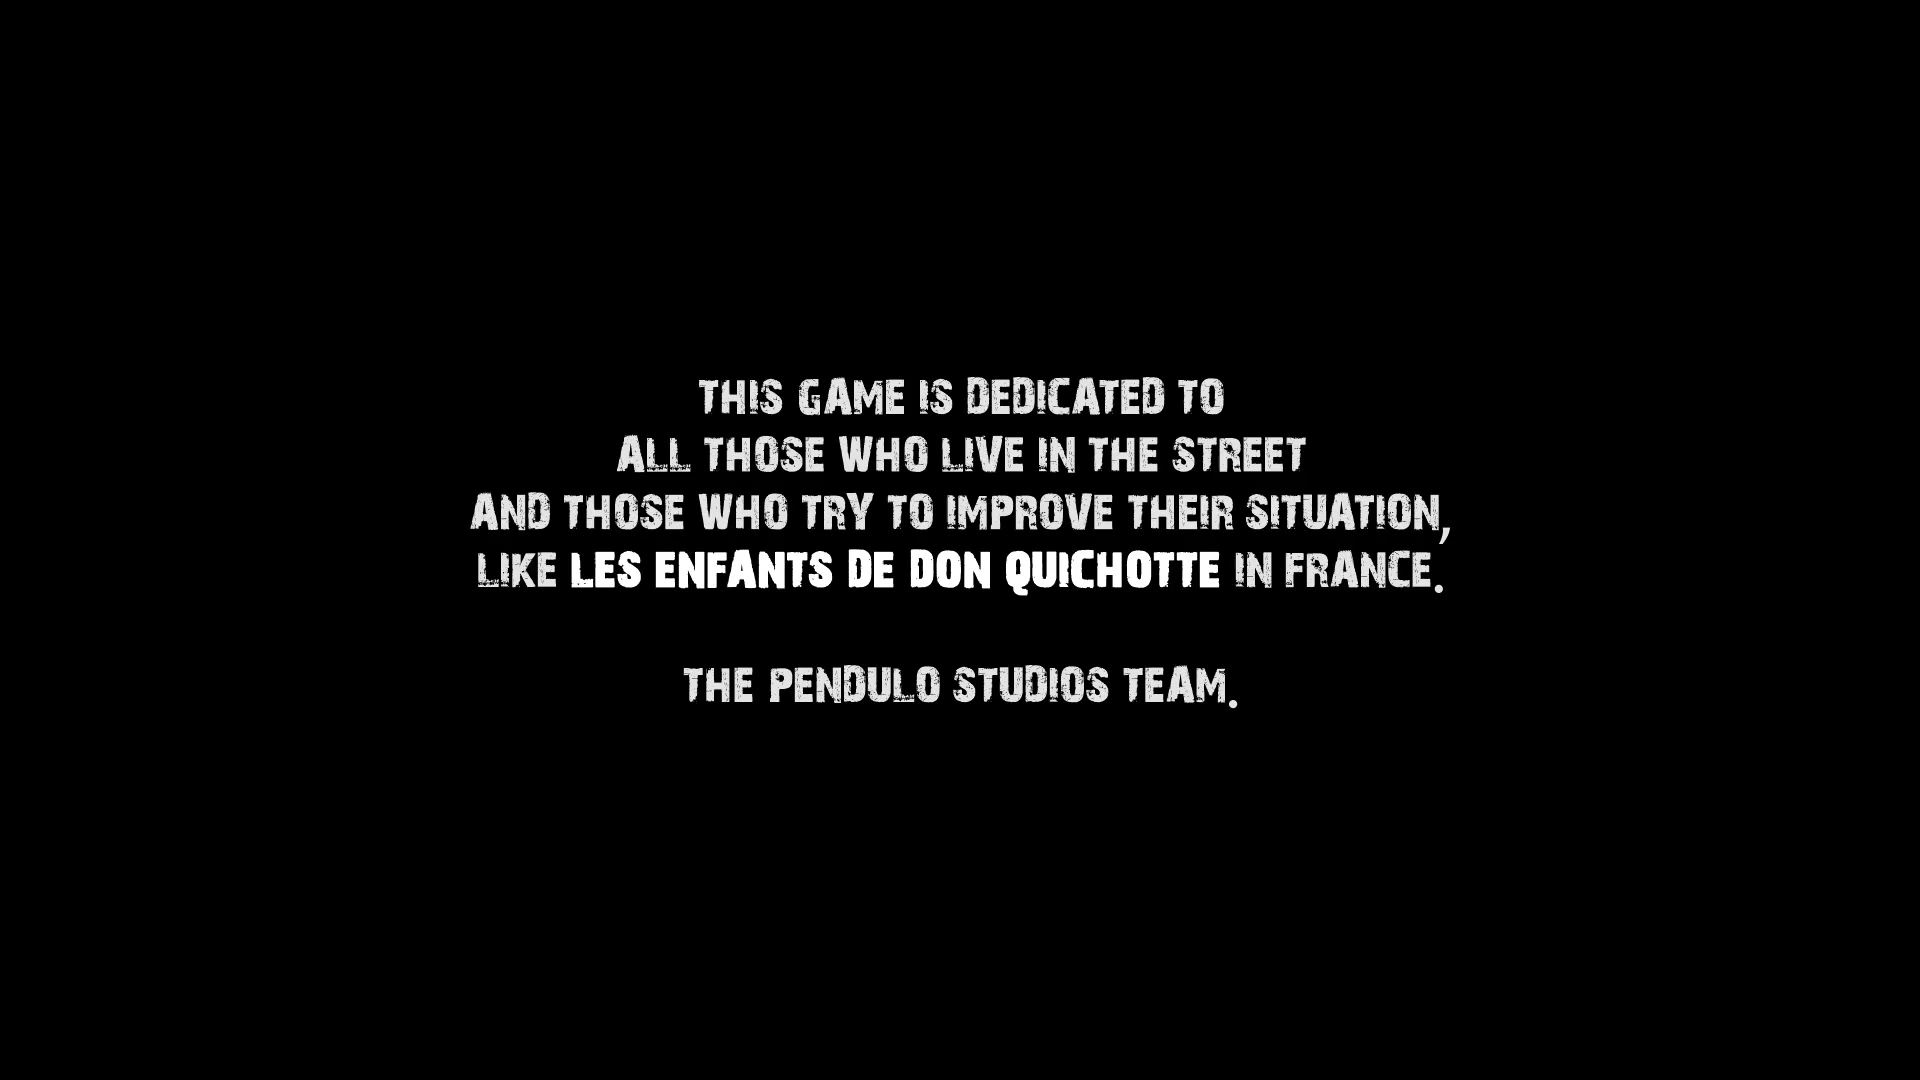 THIS GAME IS DEDICATED TO
ALL THOSE WHO LIVE IN THE STREET
AND THOSE WHO TRY TO IMPROVE THEIR SITUATION,
LIKE LES ENFANTS DE DON QUICHOTTE IN FRANCE.
THE PENDULO STUDIOS TEAM.